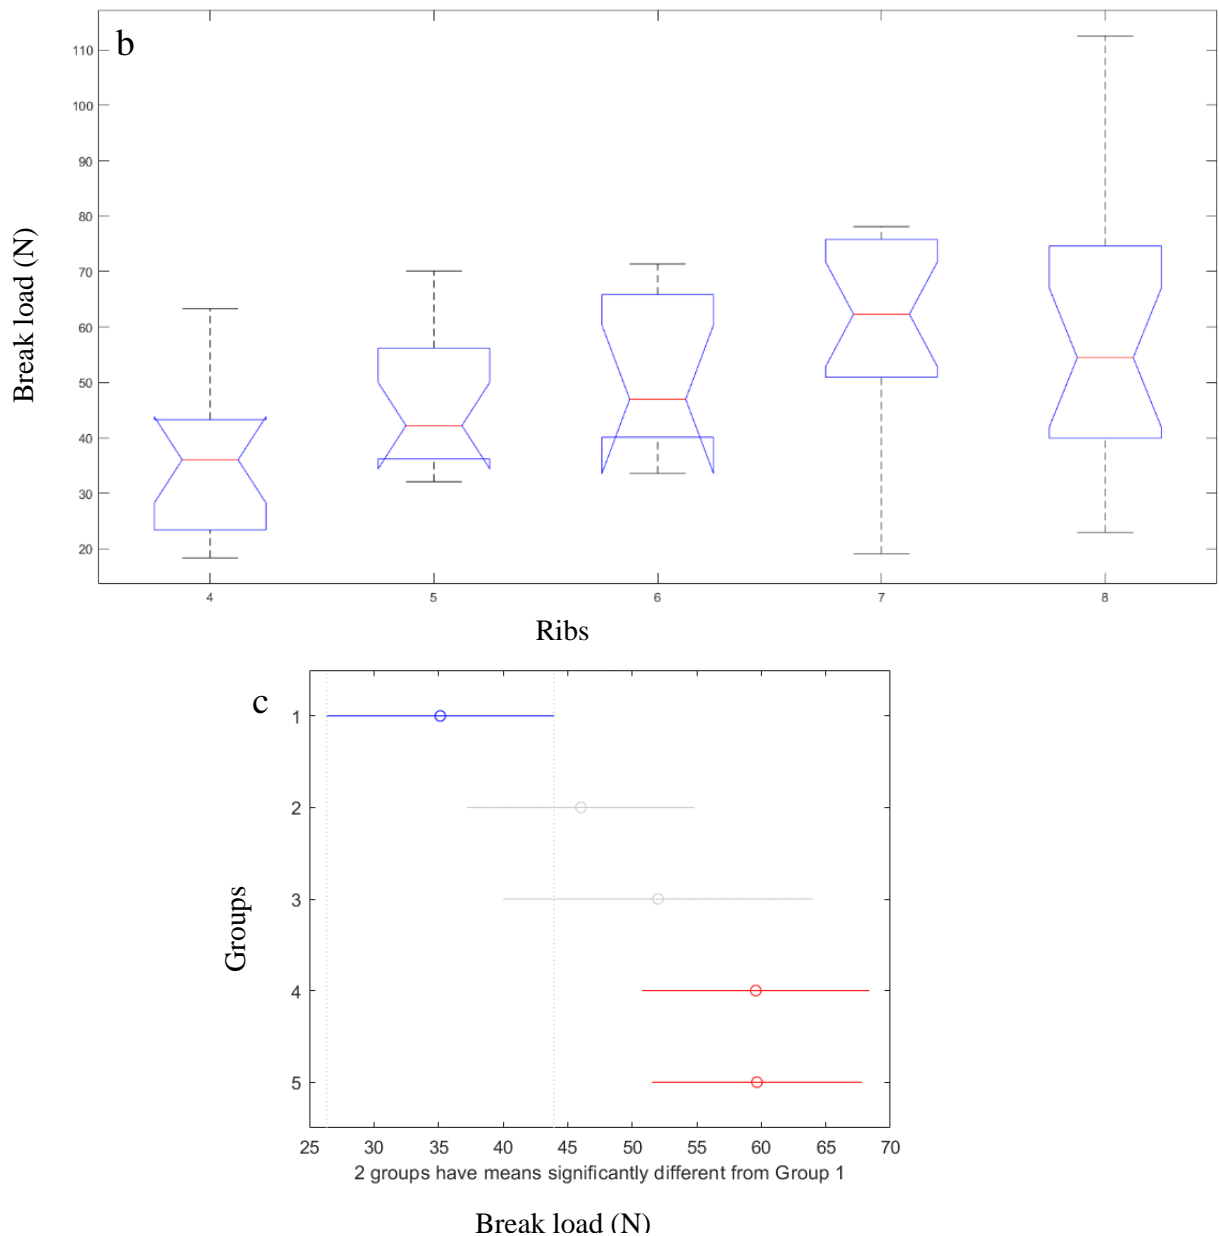 b
110
100
90
80
70
60
50
40
30
20
Break load (N)
4 5 6 7 8
Ribs
c
1
2
3
4
5
Groups
25 30 35 40 45 50 55 60 65 70
2 groups have means significantly different from Group 1
Break load (N)